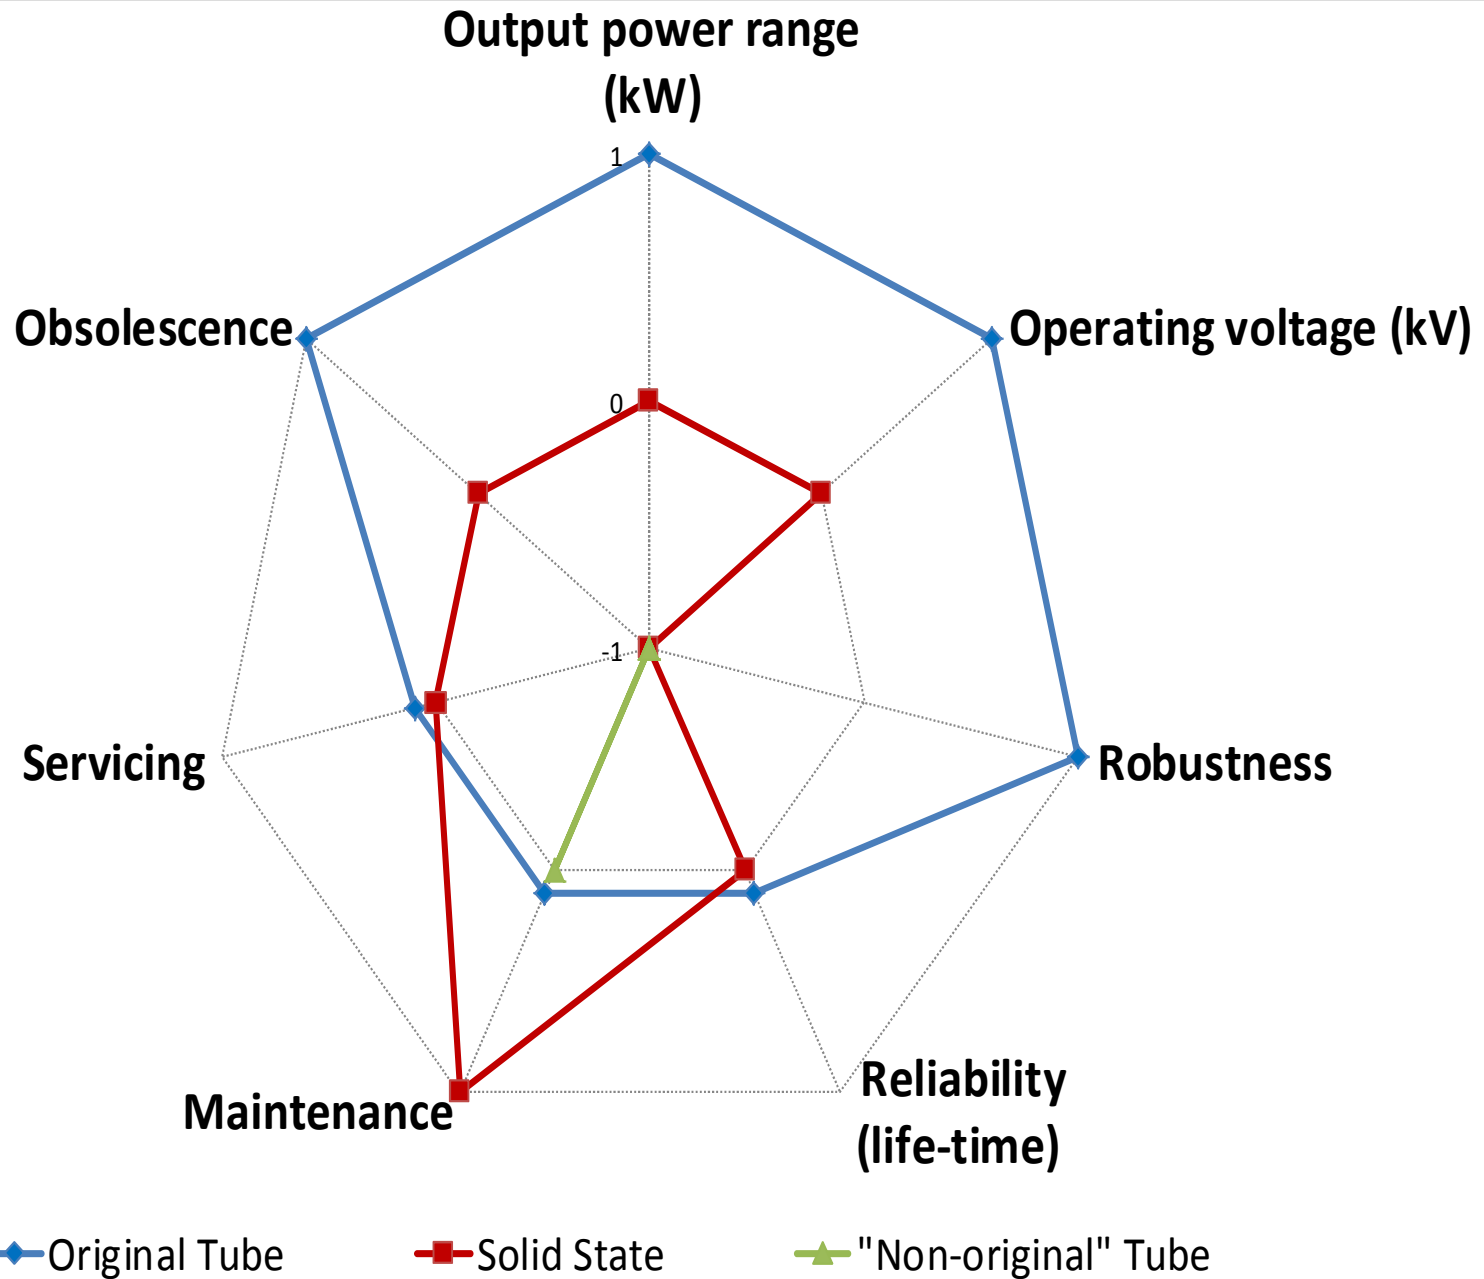 Output power range
(kW)
1
Obsolescence
Operating voltage (kV)
0
-1
Servicing
Robustness
Reliability
(life-time)
Maintenance
Original Tube
Solid State
"Non-original" Tube